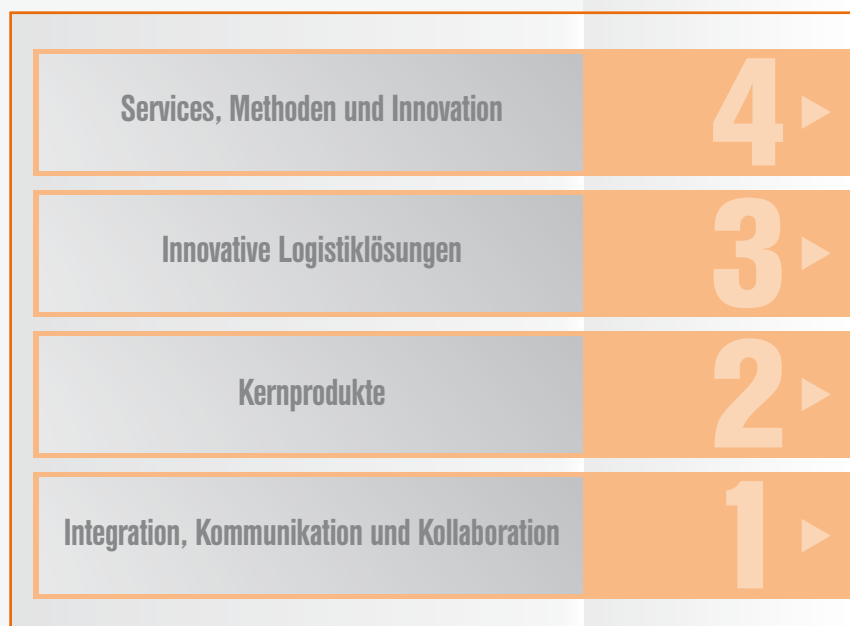 Services, Methoden und Innovation 4
Innovative Logistiklösungen 3
Kernprodukte 2
Integration, Kommunikation und Kollaboration 1